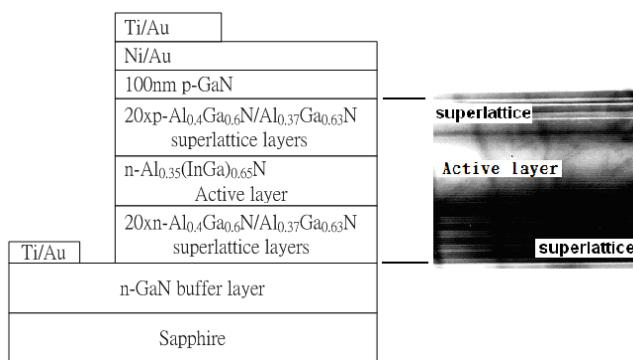 Ti/Au
Ni/Au
100nm p-GaN
20xp-Al0.4Ga0.6N/Al0.37Ga0.63N
superlattice layers
n-Al0.35(InGa)0.65N
Active layer
20xn-Al0.4Ga0.6N/Al0.37Ga0.63N
superlattice layers
Ti/Au
n-GaN buffer layer
Sapphire
superlattice
Active layer
superlattice